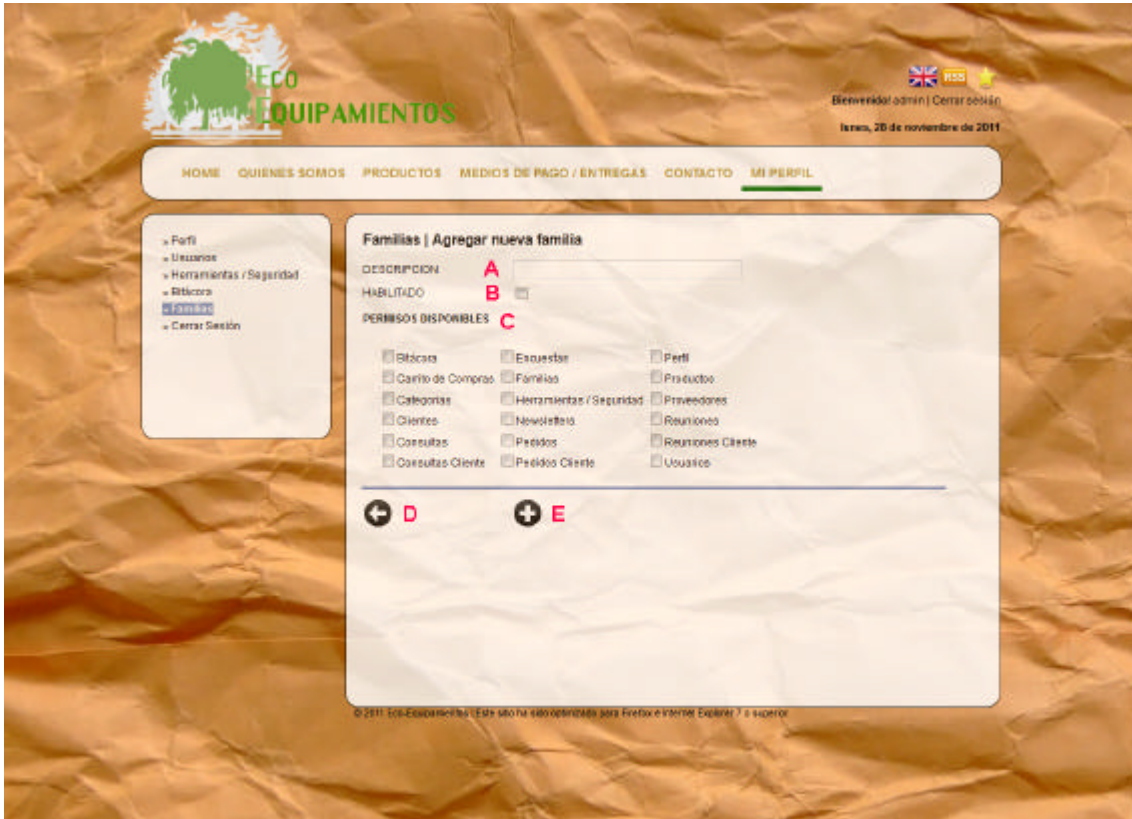 ECO
EQUIPAMIENTOS
RSS
Bienvenido! admin | Cerrar sesión
lunes, 28 de noviembre de 2011
HOME QUIENES SOMOS PRODUCTOS MEDIOS DE PAGO / ENTREGAS CONTACTO MI PERFIL
» Perfil
» Usuarios
» Herramientas / Seguridad
» Bitácora
» Familias
» Cerrar Sesión
Familias | Agregar nueva familia
DESCRIPCION A
HABILITADO B
PERMISOS DISPONIBLES C
Bitácora Encuestas Perfil
Carrito de Compras Familias Productos
Categorias Herramientas / Seguridad Proveedores
Clientes Newsletters Reuniones
Consultas Pedidos Reuniones Cliente
Consultas Cliente Pedidos Cliente Usuarios
D E
© 2011 Eco-Equipamientos | Este sitio ha sido optimizado para Firefox e Internet Explorer 7 o superior